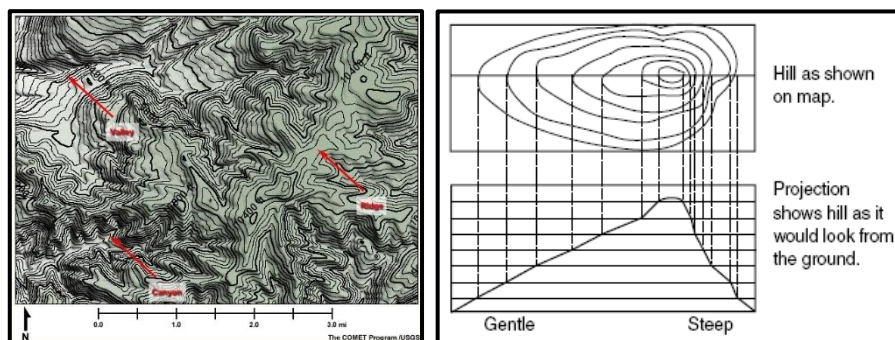 Valley
Ridge
Canyon
N
0.0 1.0 2.0 3.0 mi
The COMET Program /USGS
Hill as shown
on map.
Projection
shows hill as it
would look from
the ground.
Gentle Steep